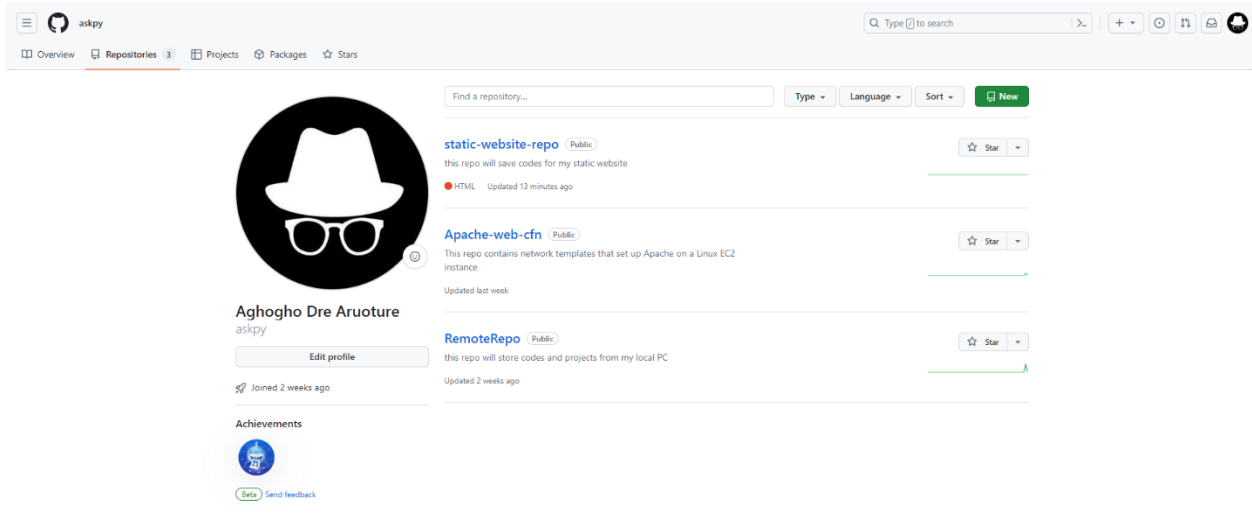 askpy
Type / to search
Overview Repositories 3 Projects Packages Stars
Find a repository...
Type Language Sort New
static-website-repo Public
Star
this repo will save codes for my static website
HTML Updated 13 minutes ago
Apache-web-cfn Public
Star
This repo contains network templates that set up Apache on a Linux EC2
instance
Updated last week
RemoteRepo Public
Star
this repo will store codes and projects from my local PC
Updated 2 weeks ago
Aghogho Dre Aruoture
askpy
Edit profile
Joined 2 weeks ago
Achievements
Beta Send feedback